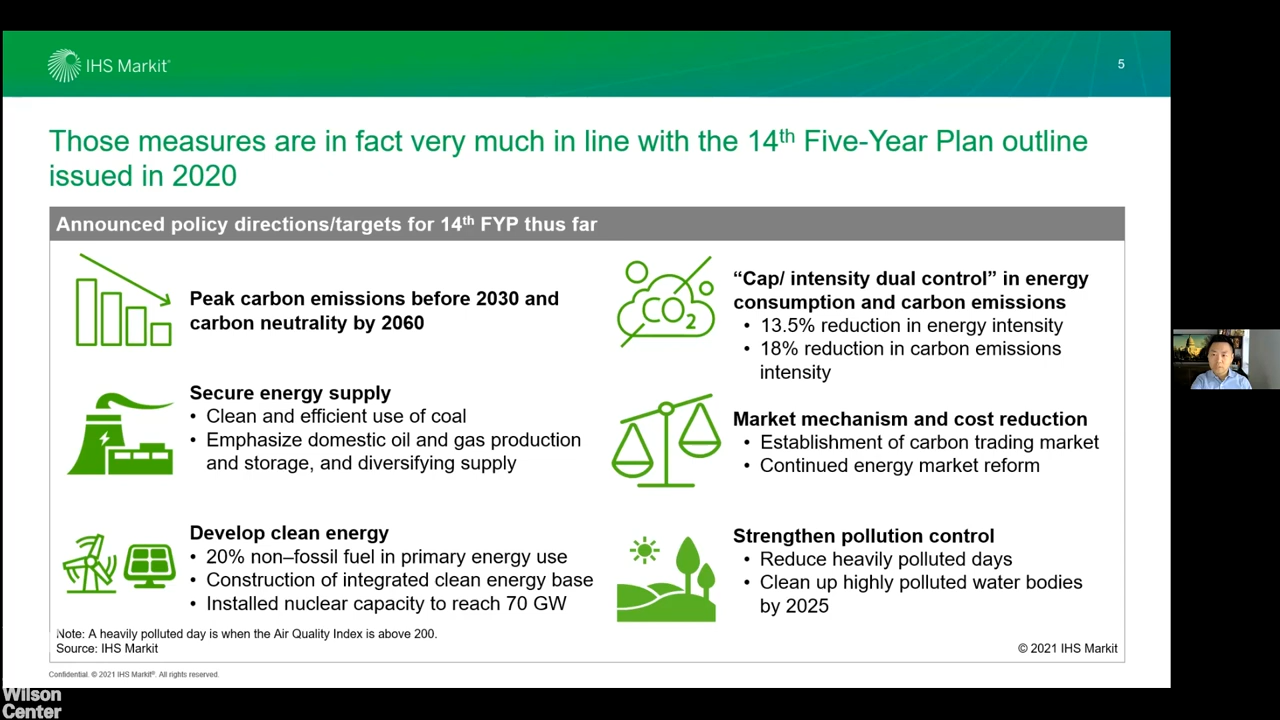 IHS Markit®
5
Those measures are in fact very much in line with the 14th Five-Year Plan outline
issued in 2020
Announced policy directions/targets for 14th FYP thus far
Peak carbon emissions before 2030 and
carbon neutrality by 2060
Secure energy supply
• Clean and efficient use of coal
• Emphasize domestic oil and gas production
and storage, and diversifying supply
Develop clean energy
• 20% non–fossil fuel in primary energy use
• Construction of integrated clean energy base
• Installed nuclear capacity to reach 70 GW
CO2
“Cap/ intensity dual control” in energy
consumption and carbon emissions
• 13.5% reduction in energy intensity
• 18% reduction in carbon emissions
intensity
Market mechanism and cost reduction
• Establishment of carbon trading market
• Continued energy market reform
Strengthen pollution control
• Reduce heavily polluted days
• Clean up highly polluted water bodies
by 2025
Note: A heavily polluted day is when the Air Quality Index is above 200.
Source: IHS Markit
© 2021 IHS Markit
Confidential. © 2021 IHS Markit®. All rights reserved.
Wilson
Center